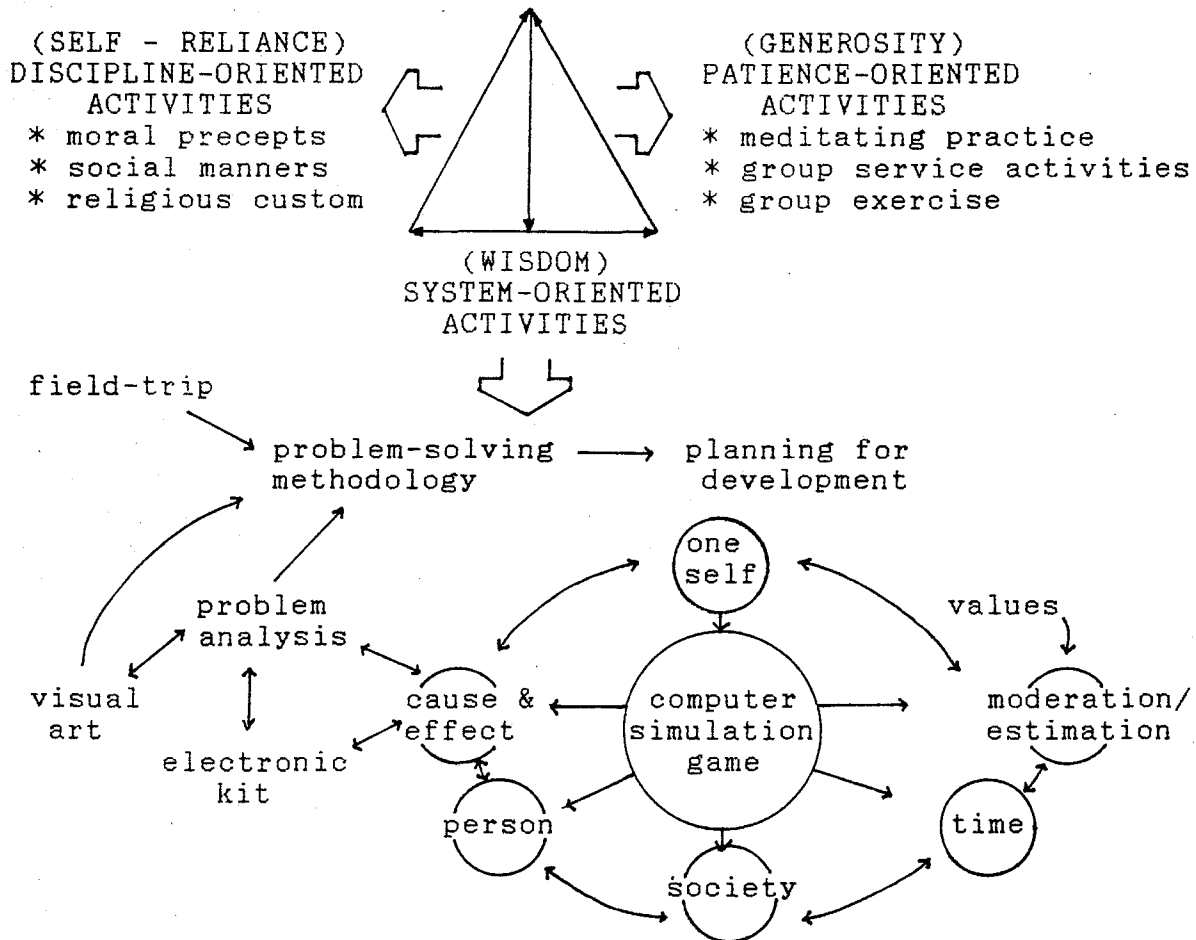 (SELF - RELIANCE)
DISCIPLINE-ORIENTED
ACTIVITIES
* moral precepts
* social manners
* religious custom
(GENEROSITY)
PATIENCE-ORIENTED
ACTIVITIES
* meditating practice
* group service activities
* group exercise
(WISDOM)
SYSTEM-ORIENTED
ACTIVITIES
field-trip
problem-solving
methodology
planning for
development
one
self
problem
analysis
values
visual
art
cause &
effect
computer
simulation
game
moderation/
estimation
electronic
kit
person
time
society